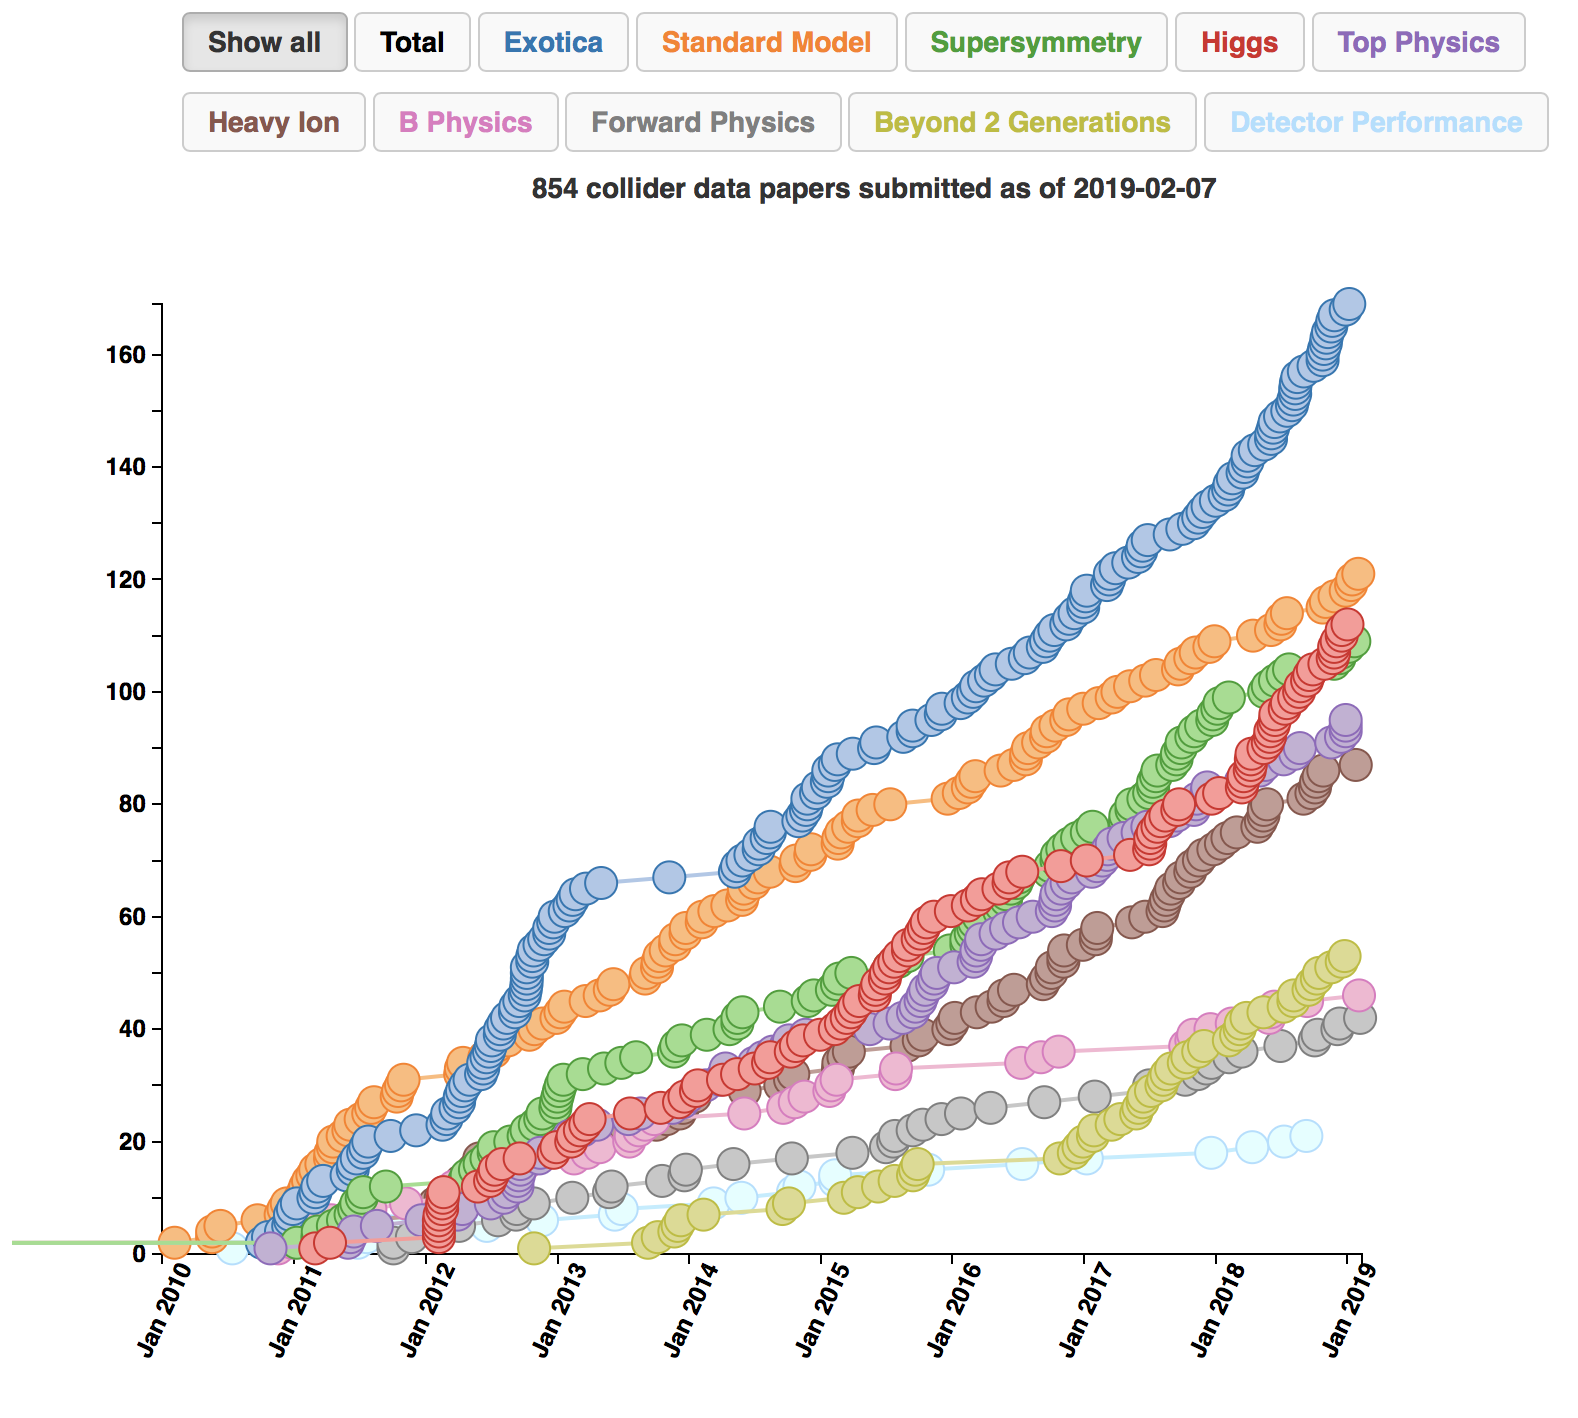 Show all Total Exotica Standard Model Supersymmetry Higgs Top Physics
Heavy Ion B Physics Forward Physics Beyond 2 Generations Detector Performance
854 collider data papers submitted as of 2019-02-07
160
140
120
100
80
60
40
20
0
Jan 2010 Jan 2011 Jan 2012 Jan 2013 Jan 2014 Jan 2015 Jan 2016 Jan 2017 Jan 2018 Jan 2019